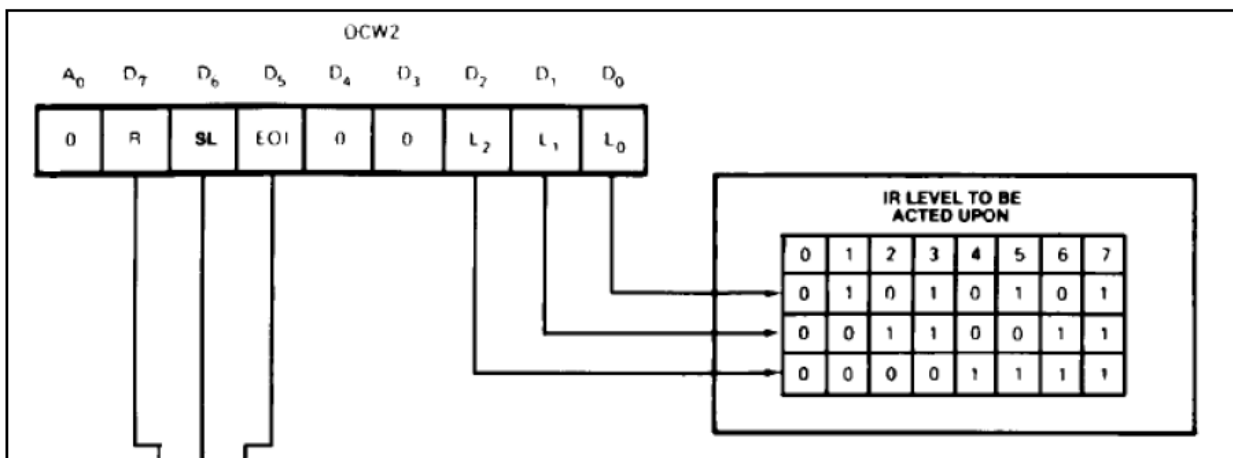 OCW2
A0 D7 D6 D5 D4 D3 D2 D1 D0
0 R SL EOI 0 0 L2 L1 L0
IR LEVEL TO BE
ACTED UPON
0 1 2 3 4 5 6 7
0 1 0 1 0 1 0 1
0 0 1 1 0 0 1 1
0 0 0 0 1 1 1 1